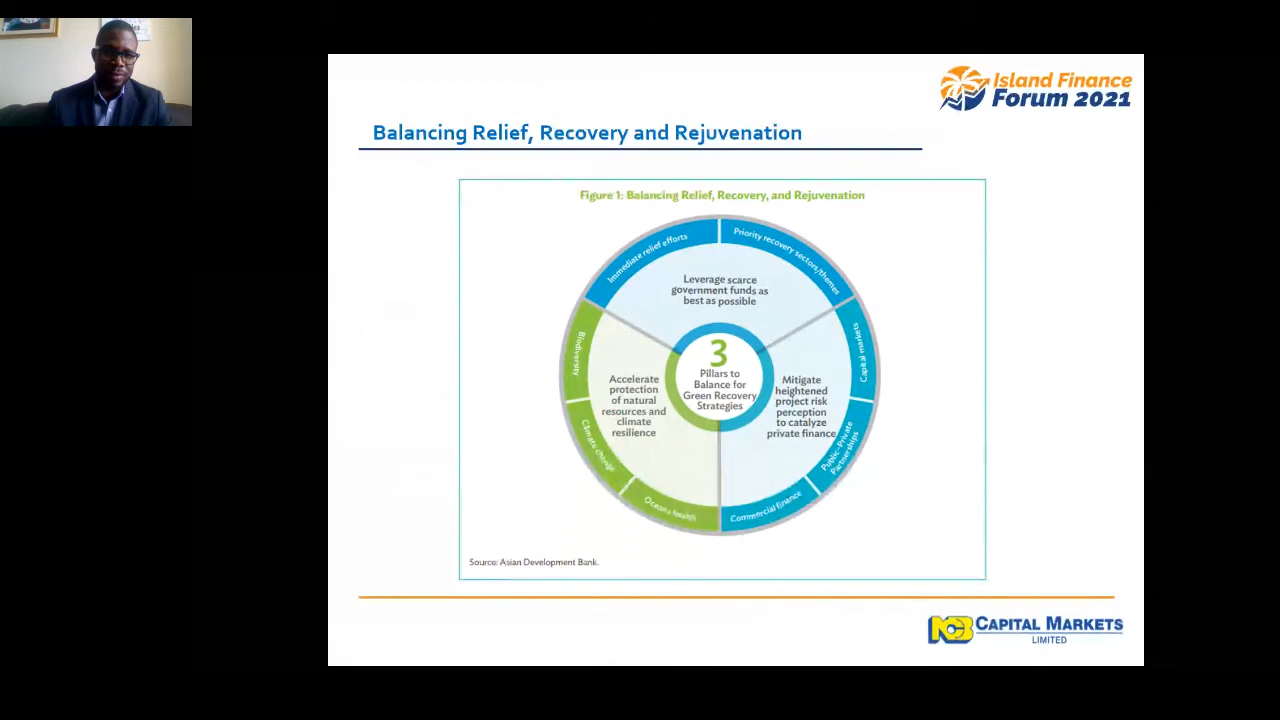 Island Finance
Forum 2021
Balancing Relief, Recovery and Rejuvenation
Figure 1: Balancing Relief, Recovery, and Rejuvenation
Immediate relief efforts
Priority recovery sectors/themes
Leverage scarce
government funds as
best as possible
Biodiversity
Climate change
Oceans health
Accelerate
protection
of natural
resources and
climate
resilience
3
Pillars to
Balance for
Green Recovery
Strategies
Mitigate
heightened
project risk
perception
to catalyze
private finance
Capital markets
Public-Private
Partnerships
Commercial finance
Source: Asian Development Bank.
NCB
CAPITAL MARKETS
LIMITED